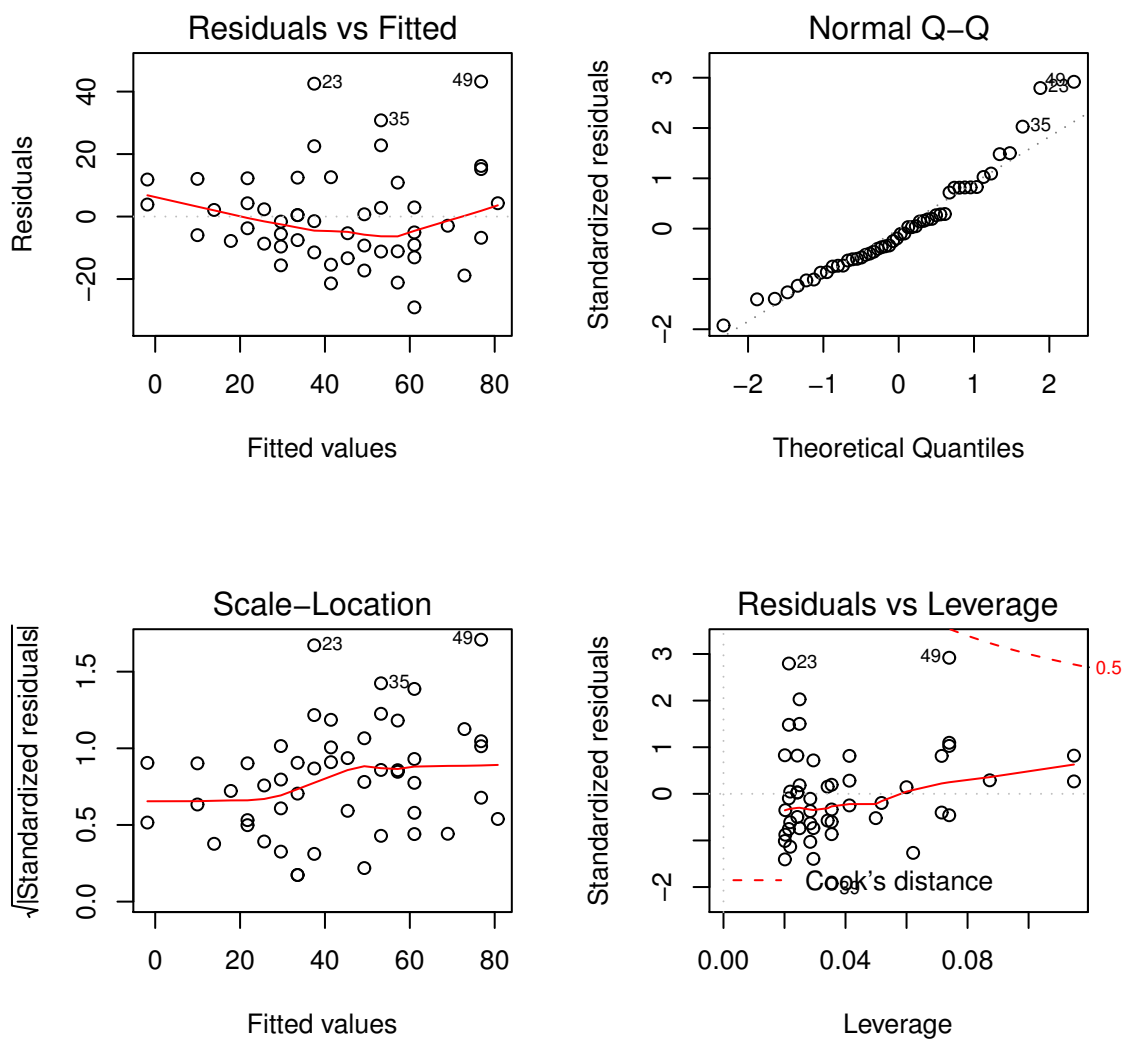 Residuals vs Fitted
Residuals
40
20
0
−20
23
49
35
0 20 40 60 80
Fitted values
Normal Q−Q
Standardized residuals
3
2
1
0
−2
49
23
35
−2 −1 0 1 2
Theoretical Quantiles
Scale−Location
√|Standardized residuals|
1.5
1.0
0.5
0.0
23
49
35
0 20 40 60 80
Fitted values
Residuals vs Leverage
Standardized residuals
3
2
1
0
−2
23
49
0.5
Cook's distance
39
0.00 0.04 0.08
Leverage